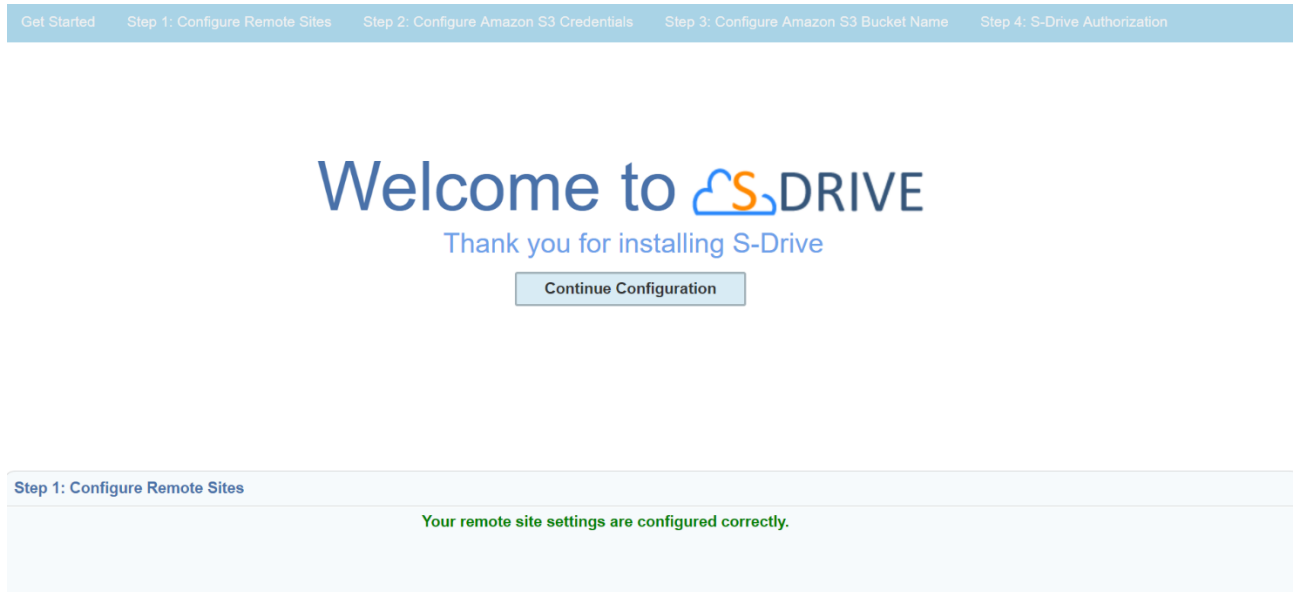 Get Started Step 1: Configure Remote Sites Step 2: Configure Amazon S3 Credentials Step 3: Configure Amazon S3 Bucket Name Step 4: S-Drive Authorization
Welcome to S DRIVE
Thank you for installing S-Drive
Continue Configuration
Step 1: Configure Remote Sites
Your remote site settings are configured correctly.